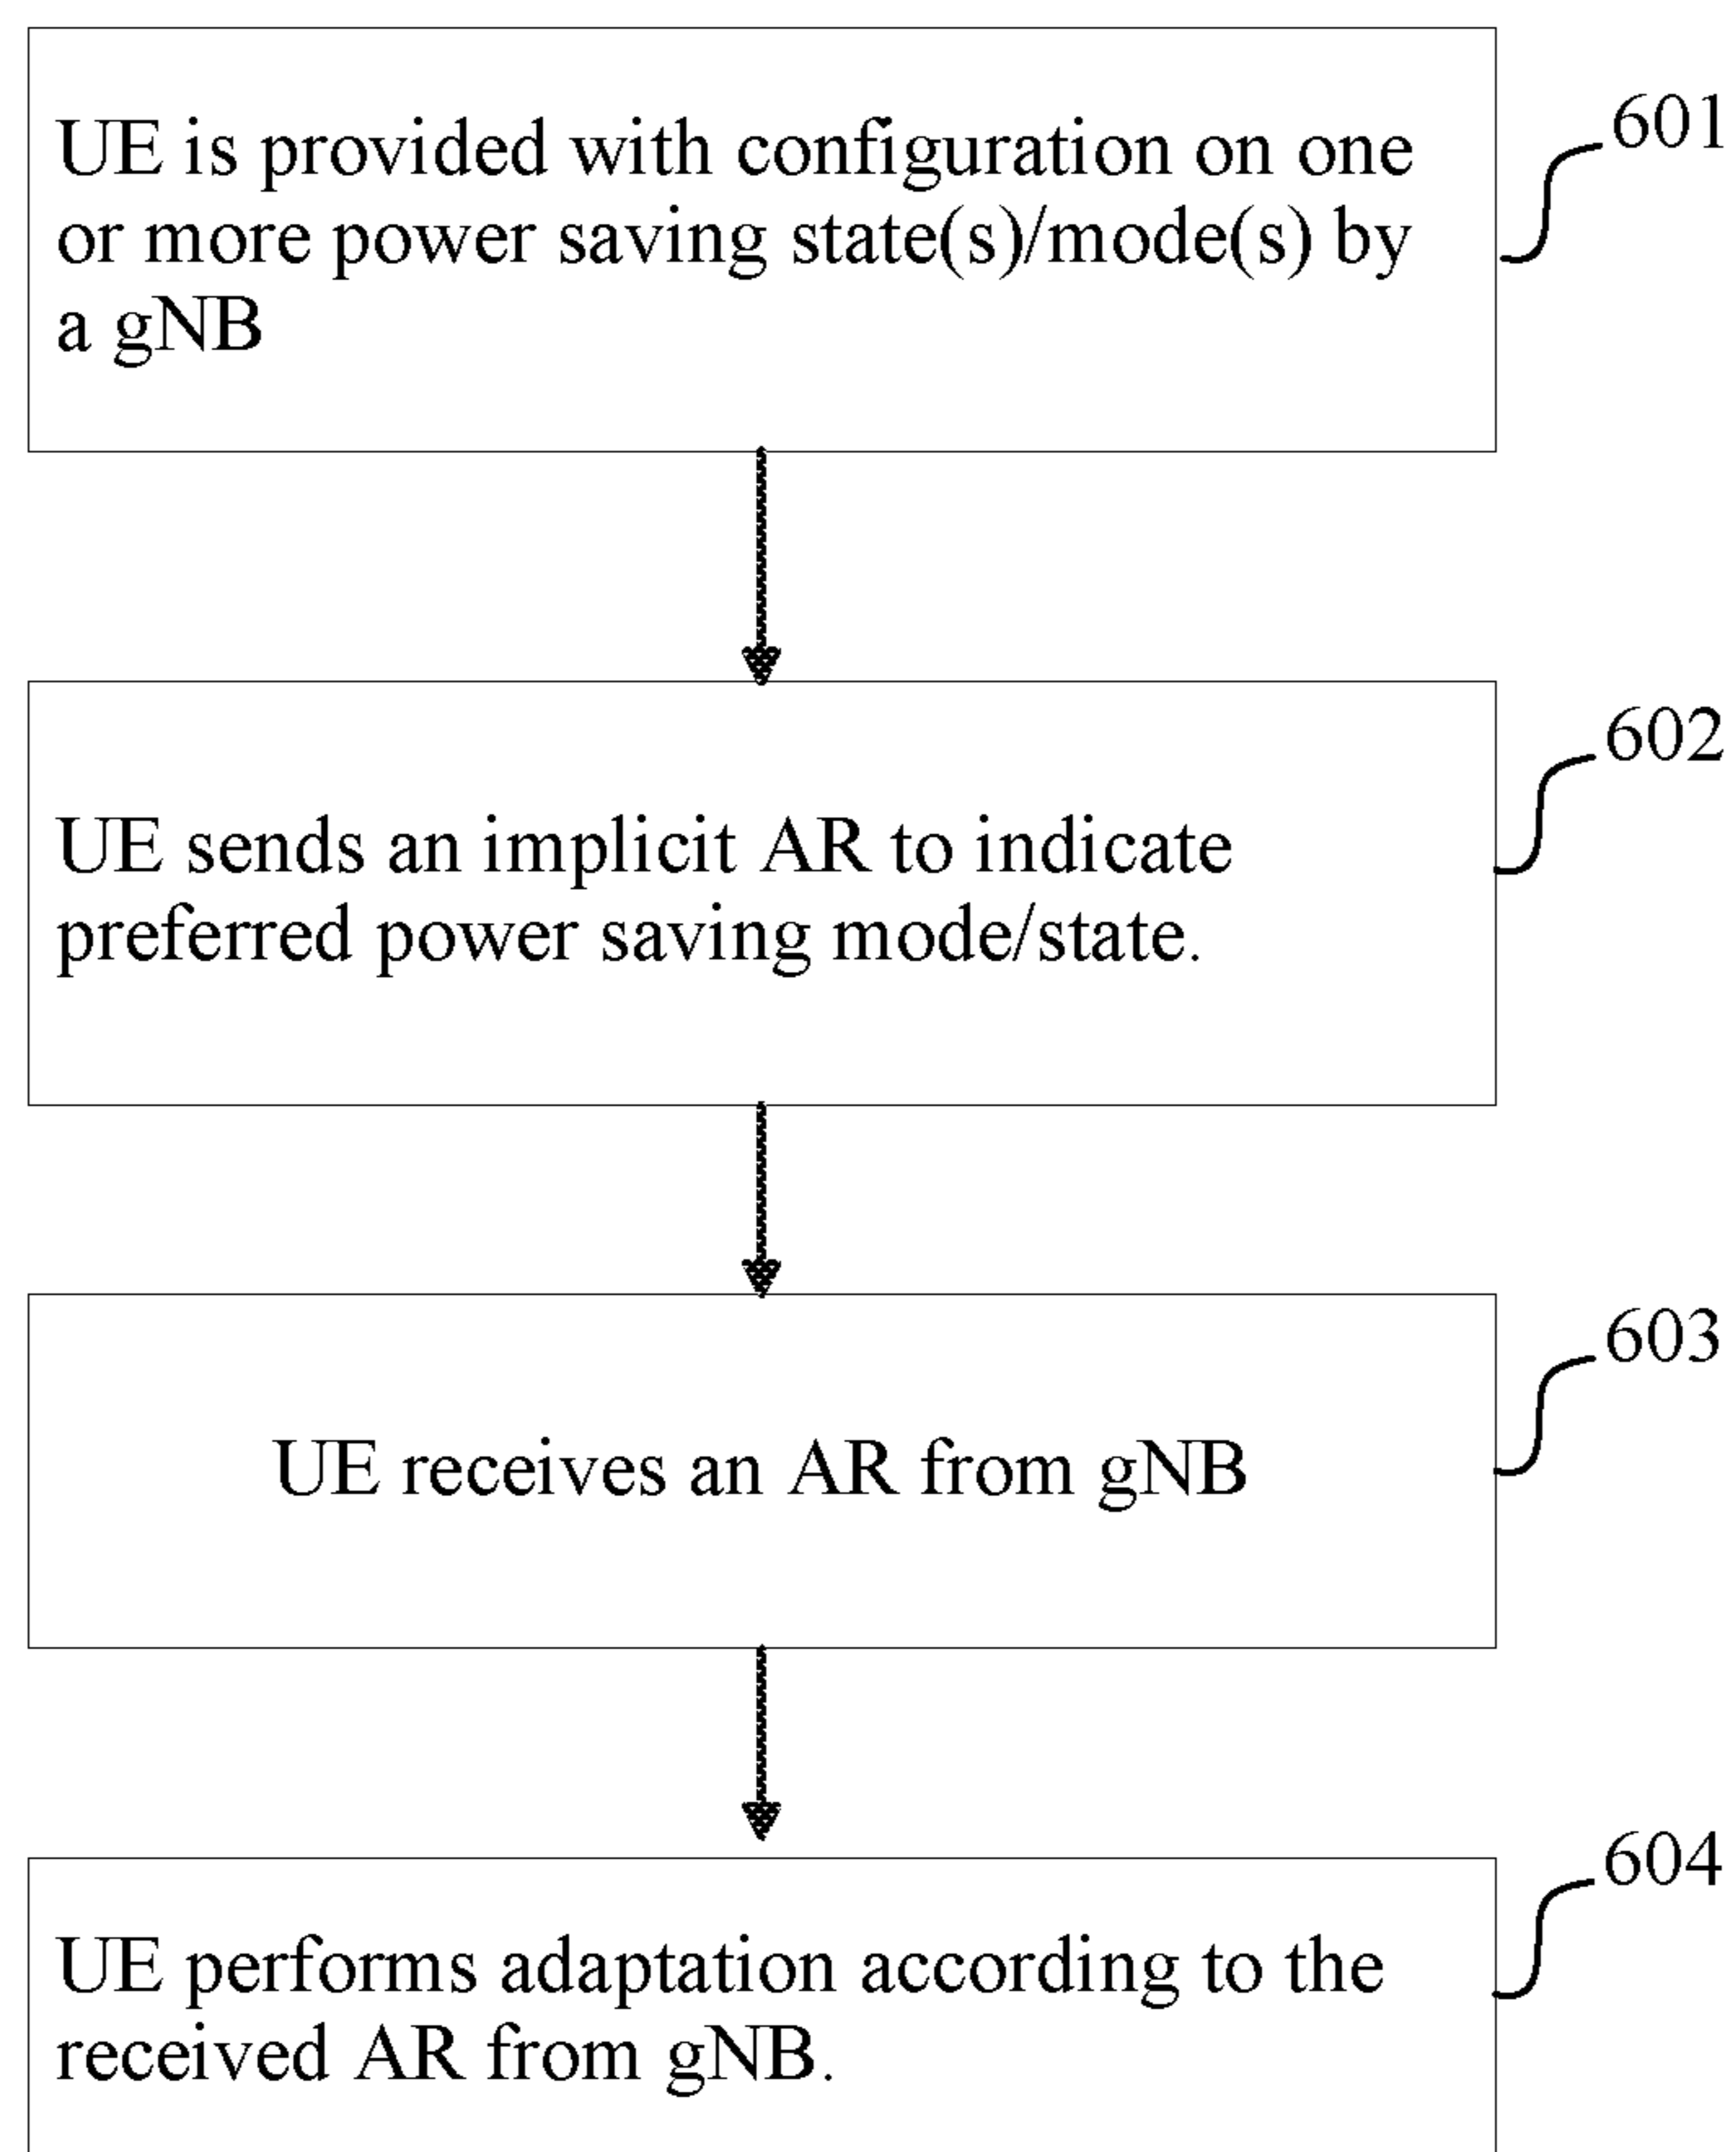 UE is provided with configuration on one
or more power saving state(s)/mode(s) by
a gNB
601
UE sends an implicit AR to indicate
preferred power saving mode/state.
602
UE receives an AR from gNB
603
UE performs adaptation according to the
received AR from gNB.
604